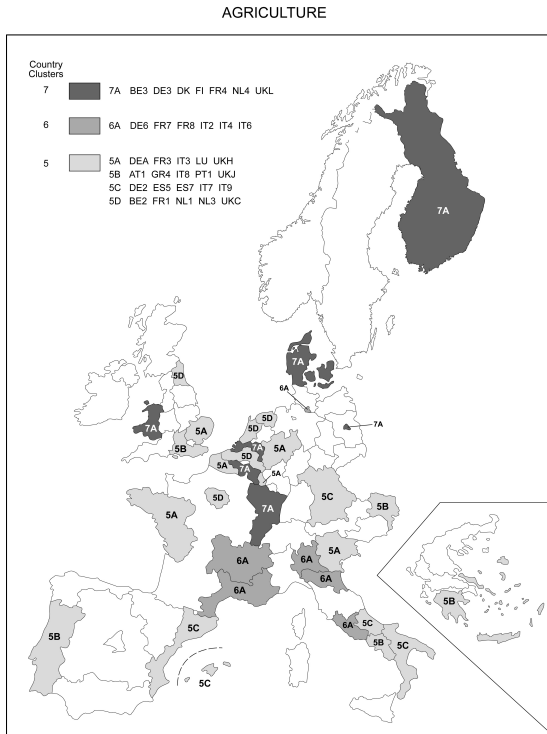 AGRICULTURE
Country
Clusters
7 7A BE3 DE3 DK FI FR4 NL4 UKL
6 6A DE6 FR7 FR8 IT2 IT4 IT6
5 5A DEA FR3 IT3 LU UKH
5B AT1 GR4 IT8 PT1 UKJ
5C DE2 ES5 ES7 IT7 IT9
5D BE2 FR1 NL1 NL3 UKC
7A
7A
5D
6A
7A
5A
5D
5D
7A
5B
7A
5A
5D
5A
7A
5A
5D
5C
5B
5A
7A
6A
6A
5A
6A
6A
5B
5C
6A
5C
5B
5C
5B
5C